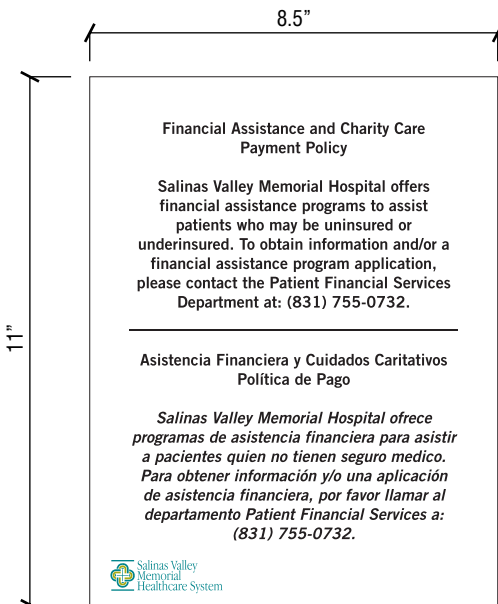 8.5”
11”
Financial Assistance and Charity Care
Payment Policy
Salinas Valley Memorial Hospital offers
financial assistance programs to assist
patients who may be uninsured or
underinsured. To obtain information and/or a
financial assistance program application,
please contact the Patient Financial Services
Department at: (831) 755-0732.
Asistencia Financiera y Cuidados Caritativos
Política de Pago
Salinas Valley Memorial Hospital ofrece
programas de asistencia financiera para asistir
a pacientes quien no tienen seguro medico.
Para obtener información y/o una aplicación
de asistencia financiera, por favor llamar al
departamento Patient Financial Services a:
(831) 755-0732.
Salinas Valley
Memorial
Healthcare System